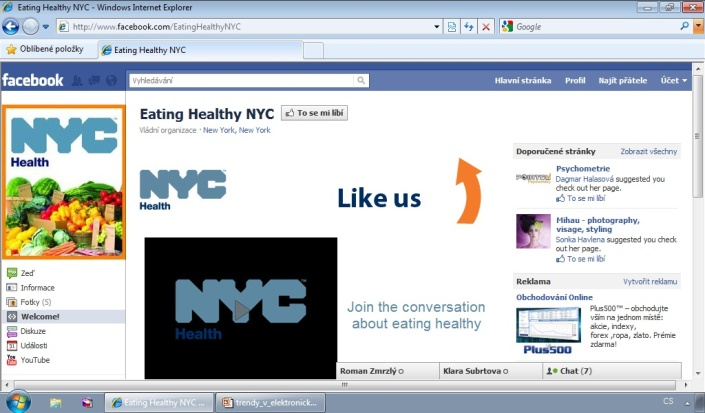 Eating Healthy NYC - Windows Internet Explorer
http://www.facebook.com/EatingHealthyNYC
Google
Oblíbené položky
Eating Healthy NYC
facebook
Vyhledávání
Hlavní stránka
Profil
Najít přátele
Účet
NYC
Health
Zeď
Informace
Fotky (5)
Welcome!
Diskuze
Události
YouTube
Eating Healthy NYC
To se mi líbí
Vládní organizace · New York, New York
NYC
Health
Like us
NYC
Health
Join the conversation
about eating healthy
Doporučené stránky
Zobrazit všechny
Psychometrie
Dagmar Halasová suggested you
check out her page.
To se mi líbí
Mihau - photography,
visage, styling
Sonka Havlena suggested you
check out her page.
To se mi líbí
Reklama
Vytvořit reklamu
Obchodování Online
Plus500™ – obchodujte
vším na jednom místě:
akcie, indexy,
forex ,ropa, zlato. Prémie
zdarma!
Plus500
Roman Zmrzlý
Klara Subrtova
Chat (7)
Eating Healthy NYC ...
trendy_v_elektronick...
CS